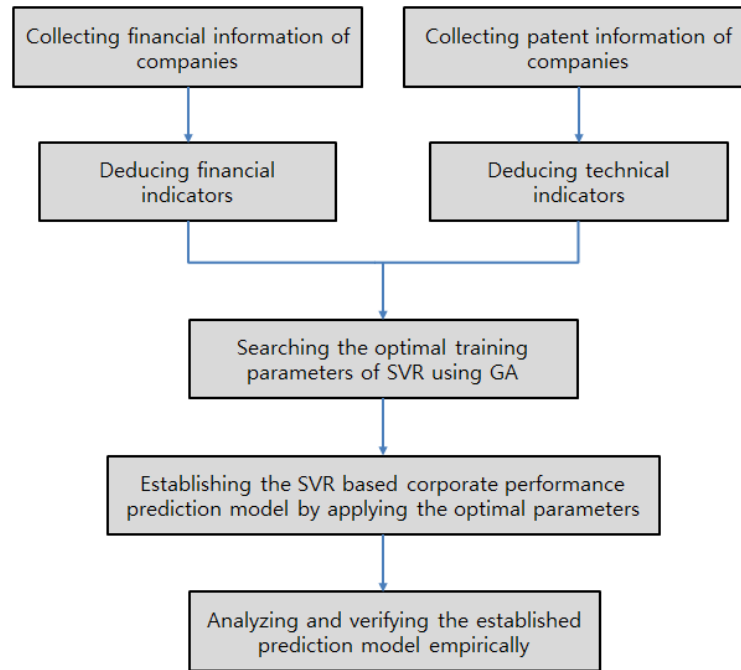 Collecting financial information of
companies
Collecting patent information of
companies
Deducing financial
indicators
Deducing technical
indicators
Searching the optimal training
parameters of SVR using GA
Establishing the SVR based corporate performance
prediction model by applying the optimal parameters
Analyzing and verifying the established
prediction model empirically